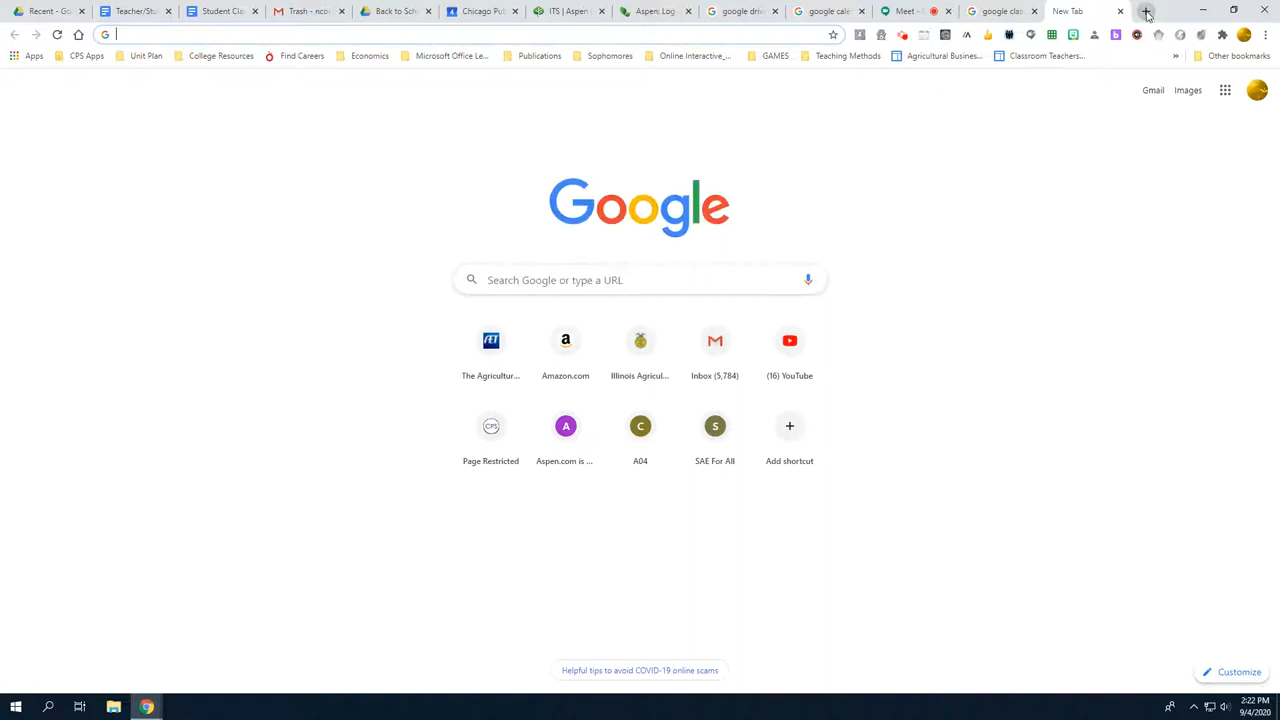 Recent - Go
Teacher/Stu
Student Cla
Trash - rico
Back to Sch
Chicago Pul
ITS | Aspen
Aspen: Log
google driv
google cale
Meet -
google clas
New Tab
Apps
CPS Apps
Unit Plan
College Resources
Find Careers
Economics
Microsoft Office Le...
Publications
Sophomores
Online Interactive_...
GAMES
Teaching Methods
Agricultural Busines...
Classroom Teachers...
»
Other bookmarks
Gmail
Images
Google
Search Google or type a URL
The Agricultur...
Amazon.com
Illinois Agricul...
Inbox (5,784)
(16) YouTube
CPS
A
C
S
Page Restricted
Aspen.com is ...
A04
SAE For All
Add shortcut
Helpful tips to avoid COVID-19 online scams
Customize
2:22 PM
9/4/2020